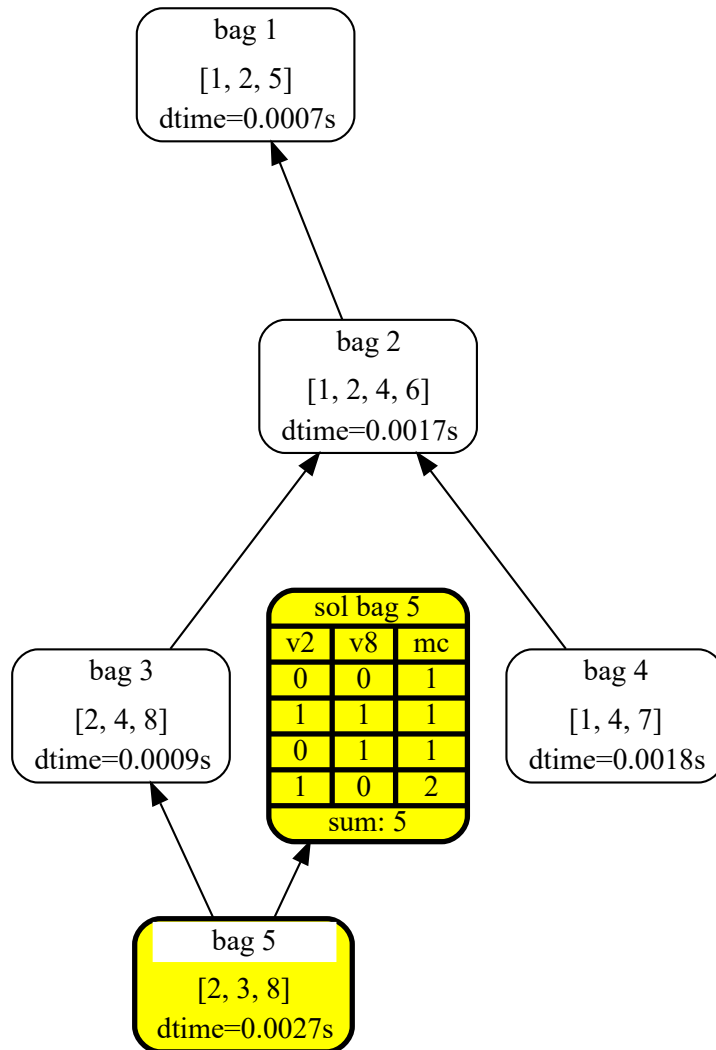 bag 1
[1, 2, 5]
dtime=0.0007s
bag 2
[1, 2, 4, 6]
dtime=0.0017s
sol bag 5
v2 v8 mc
0 0 1
1 1 1
0 1 1
1 0 2
sum: 5
bag 3
[2, 4, 8]
dtime=0.0009s
bag 4
[1, 4, 7]
dtime=0.0018s
bag 5
[2, 3, 8]
dtime=0.0027s